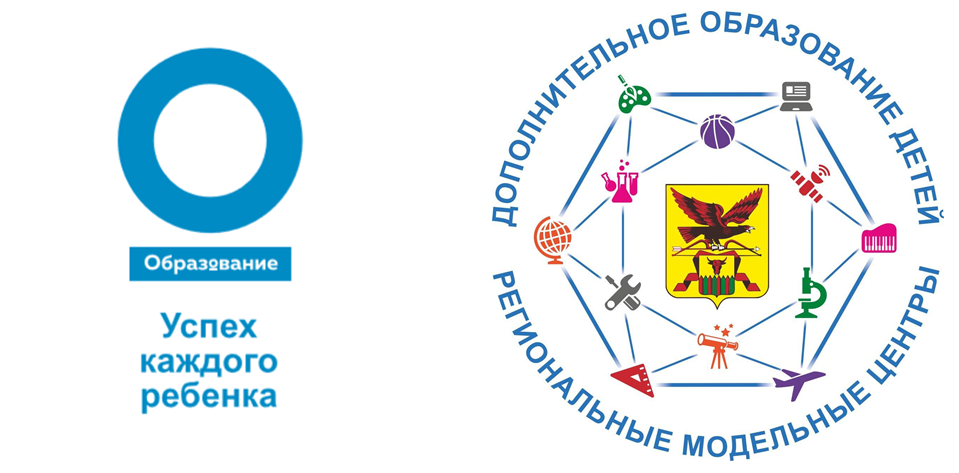 Образование
Успех
каждого
ребенка
ДОПОЛНИТЕЛЬНОЕ ОБРАЗОВАНИЕ ДЕТЕЙ
РЕГИОНАЛЬНЫЕ МОДЕЛЬНЫЕ ЦЕНТРЫ